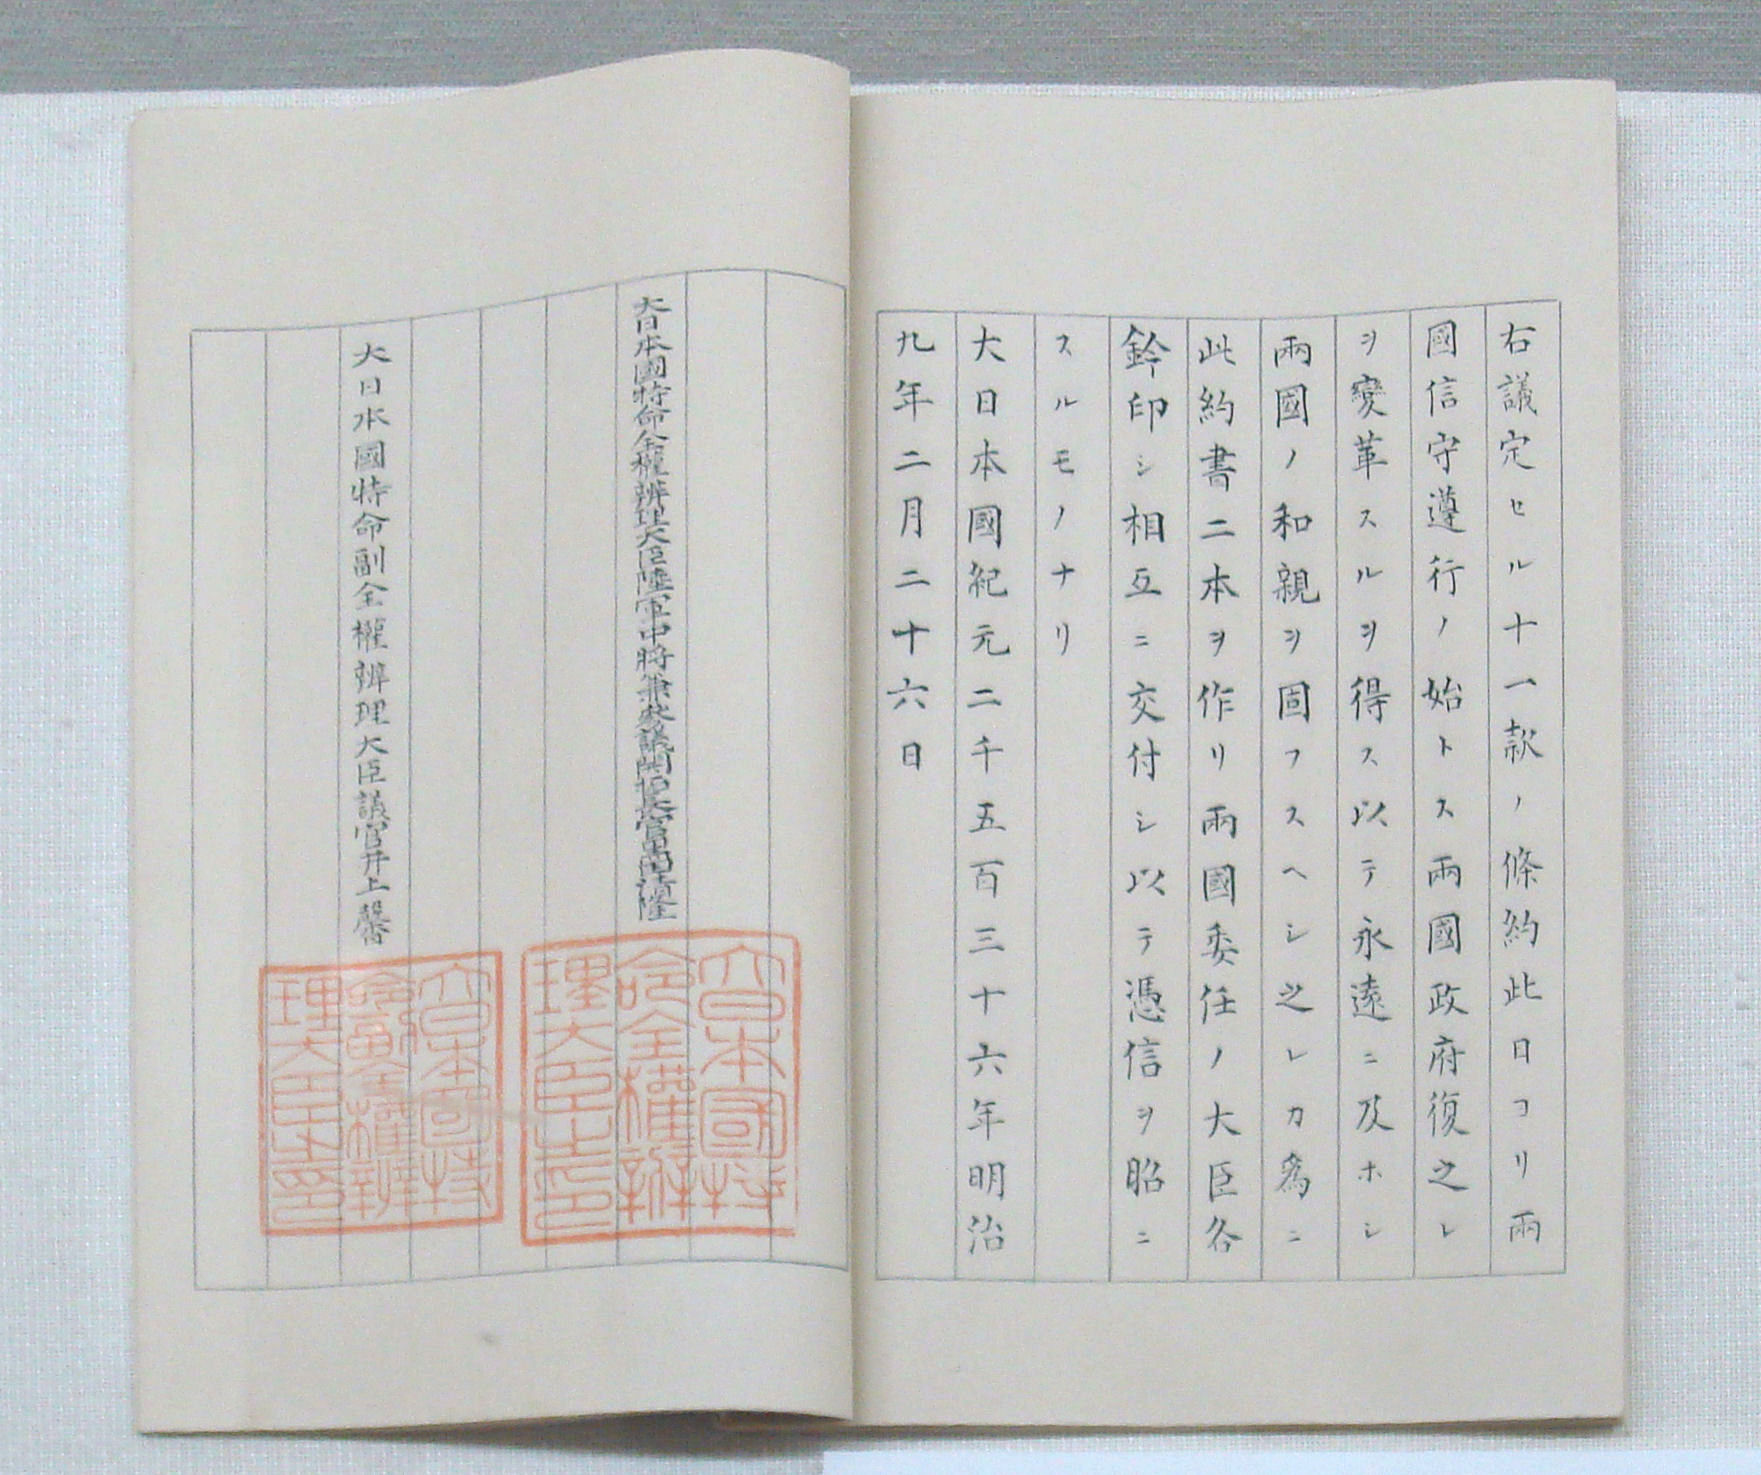 右議定セル十一款ノ條約此日ヨリ兩
國信守遵行ノ始トス兩國政府復之レ
ヲ變革スルヲ得ス以テ永遠ニ及ホシ
兩國ノ和親ヲ固フスヘシ之レカ為ニ
此約書二本ヲ作リ兩國委任ノ大臣各
鈐印シ相互ニ交付シ以テ憑信ヲ昭ニ
スルモノナリ
大日本國紀元二千五百三十六年明治
九年二月二十六日
大日本國特命全權辨理大臣陸軍中將兼參議開拓長官黒田清隆
大日本國特命全權辨理大臣之印
大日本國特命副全權辨理大臣議官井上馨
大日本國特命副全權辨理大臣之印